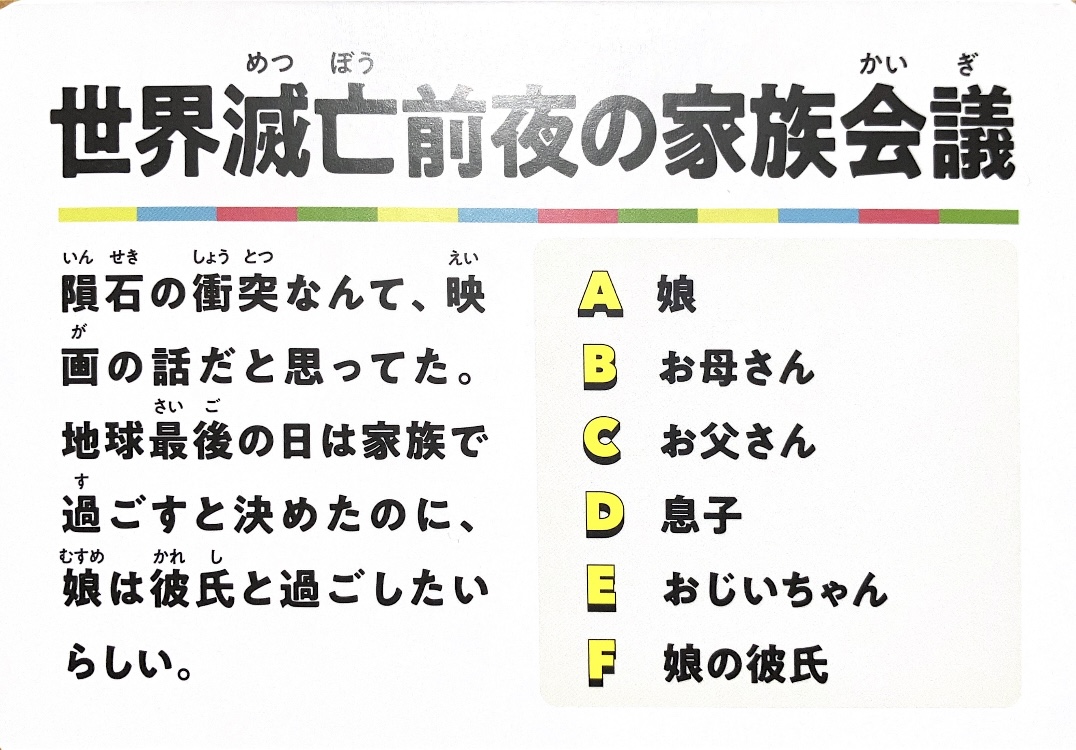 めつ ぼう かい ぎ
世界滅亡前夜の家族会議
いん せき しょう とつ えい
隕石の衝突なんて、映
が
画の話だと思ってた。
さい ご
地球最後の日は家族で
す
過ごすと決めたのに、
むすめ かれ し
娘は彼氏と過ごしたい
らしい。
A 娘
B お母さん
C お父さん
D 息子
E おじいちゃん
F 娘の彼氏